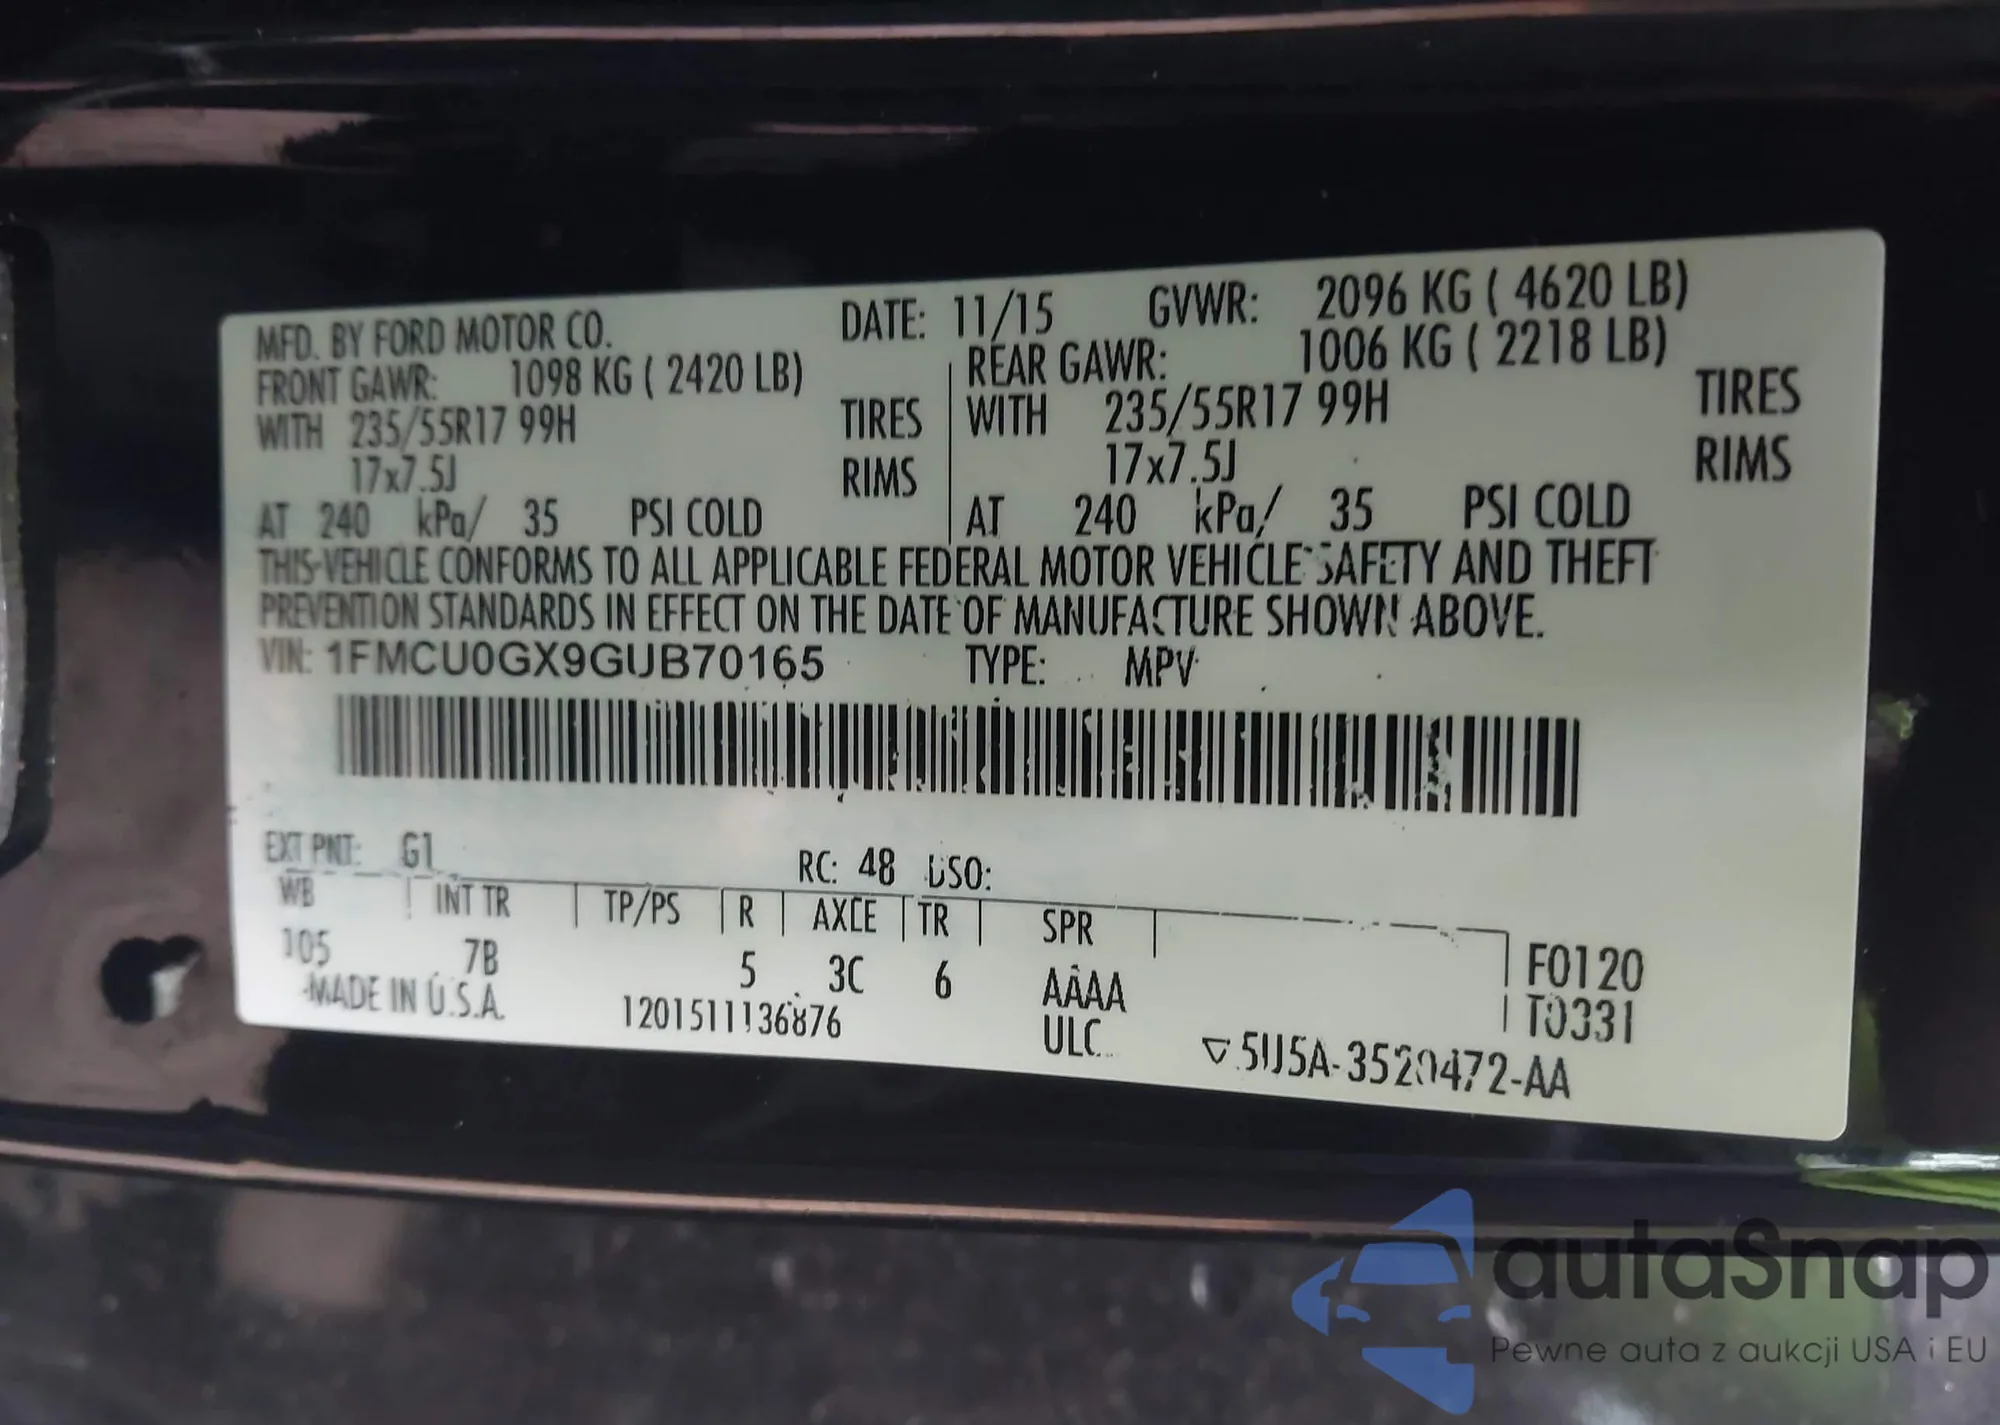 MFD. BY FORD MOTOR CO. DATE: 11/15 GVWR: 2096 KG ( 4620 LB)
FRONT GAWR: 1098 KG ( 2420 LB) REAR GAWR: 1006 KG ( 2218 LB)
WITH 235/55R17 99H TIRES WITH 235/55R17 99H TIRES
17x7.5J RIMS 17x7.5J RIMS
AT 240 kPa/ 35 PSI COLD AT 240 kPa/ 35 PSI COLD
THIS VEHICLE CONFORMS TO ALL APPLICABLE FEDERAL MOTOR VEHICLE SAFETY AND THEFT
PREVENTION STANDARDS IN EFFECT ON THE DATE OF MANUFACTURE SHOWN ABOVE.
VIN: 1FMCU0GX9GUB70165 TYPE: MPV
EXT PNT: G1 RC: 48 DSO:
WB INT TR TP/PS R AXLE TR SPR
105 7B 5 3C 6 AAAA F0120
MADE IN U.S.A. 1201511136876 ULC T0331
5U5A-3520472-AA
autaSnap
Pewne auta z aukcji USA i EU